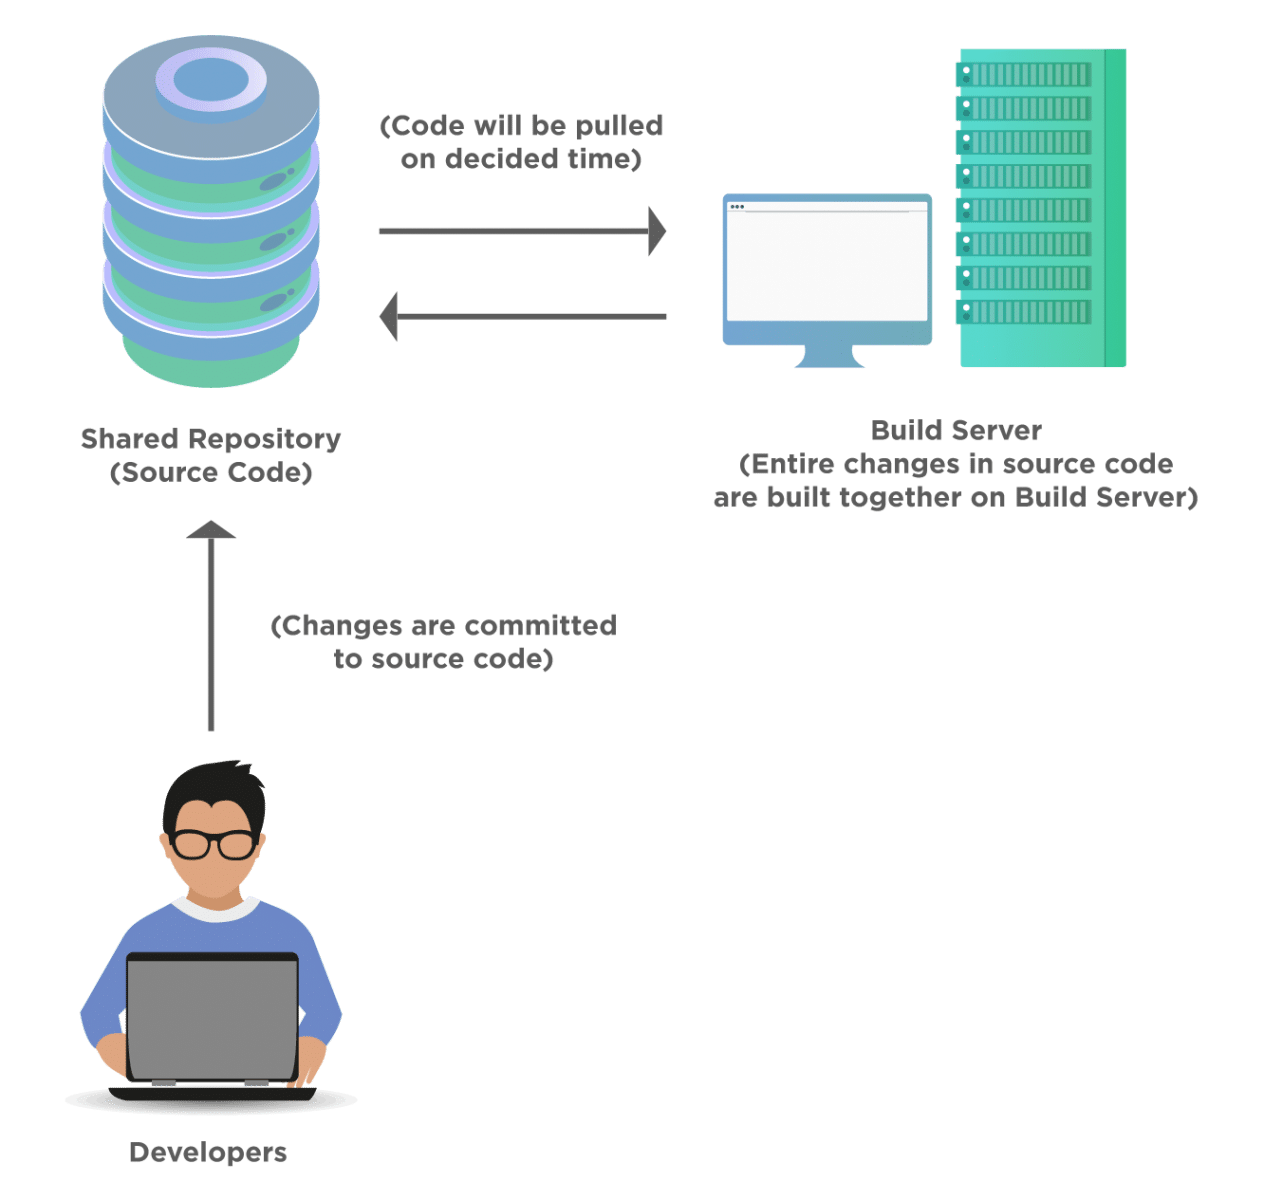 (Code will be pulled
on decided time)
Shared Repository
(Source Code)
Build Server
(Entire changes in source code
are built together on Build Server)
(Changes are committed
to source code)
Developers